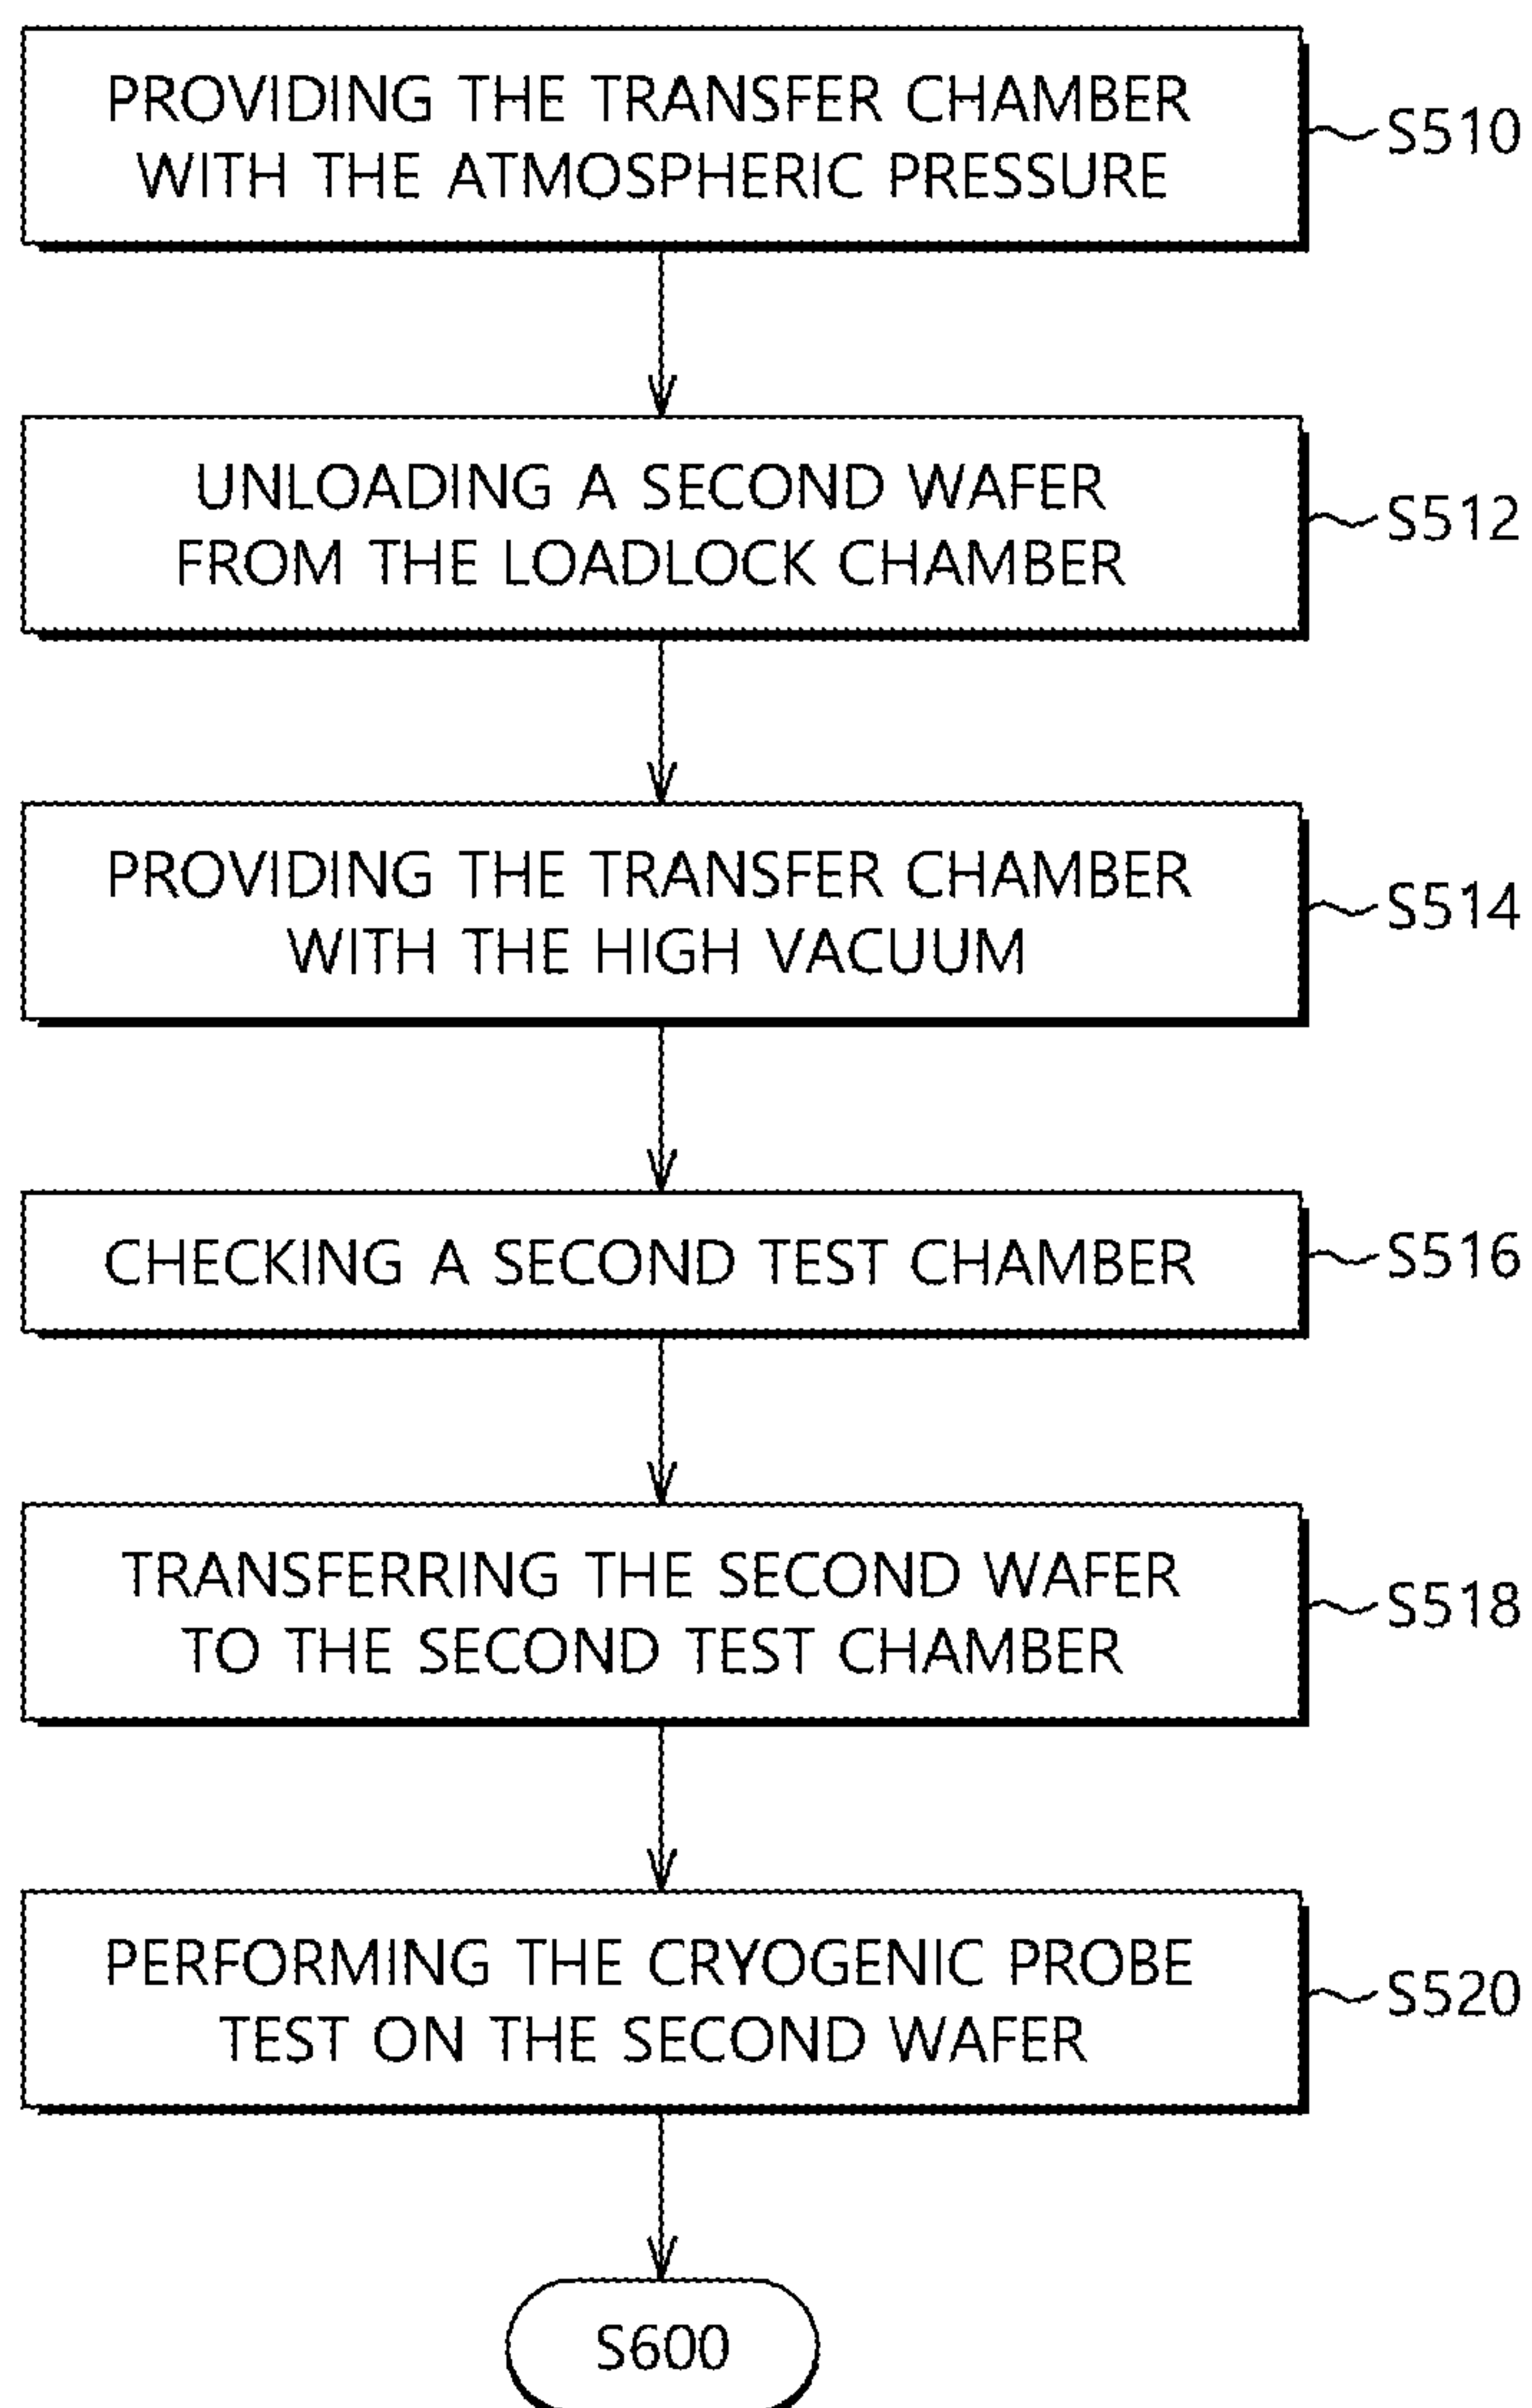 PROVIDING THE TRANSFER CHAMBER
WITH THE ATMOSPHERIC PRESSURE
S510
UNLOADING A SECOND WAFER
FROM THE LOADLOCK CHAMBER
S512
PROVIDING THE TRANSFER CHAMBER
WITH THE HIGH VACUUM
S514
CHECKING A SECOND TEST CHAMBER
S516
TRANSFERRING THE SECOND WAFER
TO THE SECOND TEST CHAMBER
S518
PERFORMING THE CRYOGENIC PROBE
TEST ON THE SECOND WAFER
S520
S600